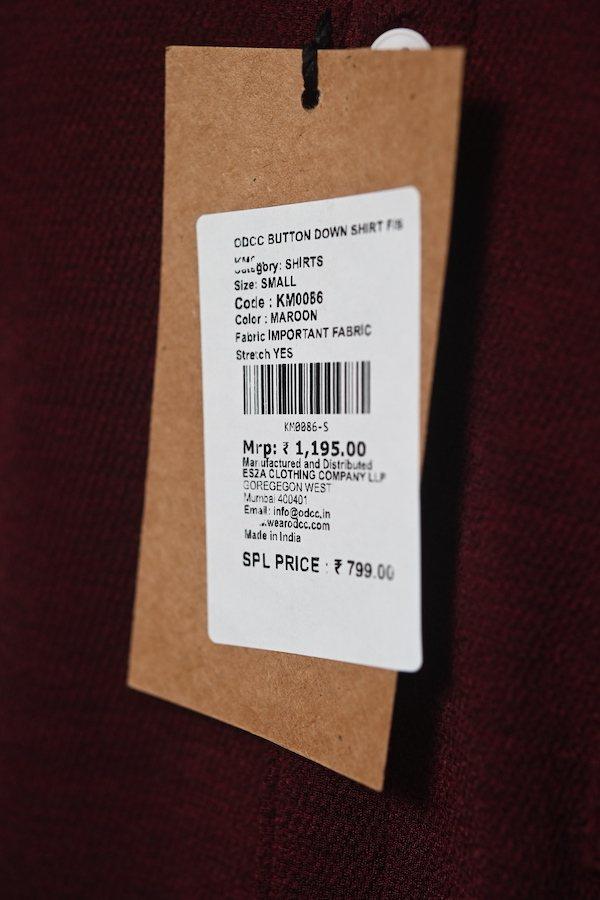 ODCC BUTTON DOWN SHIRT
Category: SHIRTS
Size: SMALL
Code : KM0086
Color : MAROON
Fabric IMPORTANT FABRIC
Stretch YES
KM0086-S
Mrp: ₹ 1,195.00
Manufactured and Distributed
ESZA CLOTHING COMPANY LLP
GOREGEGON WEST
Mumbai 400401
Email: info@odcc.in
.wearodcc.com
Made in India
SPL PRICE : ₹ 799.00